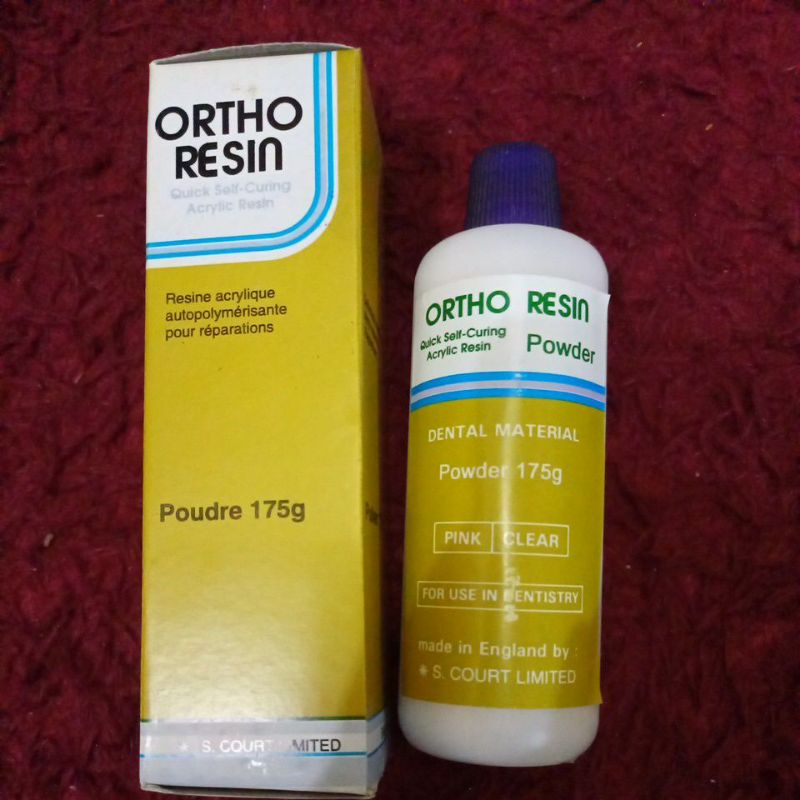 ORTHO
RESIN
Quick Self-Curing
Acrylic Resin
Resine acrylique
autopolymérisante
pour réparations
Poudre 175g
S. COURT LIMITED
ORTHO RESIN
Quick Self-Curing
Acrylic Resin
Powder
DENTAL MATERIAL
Powder 175g
PINK CLEAR
FOR USE IN DENTISTRY
made in England by :
* S. COURT LIMITED